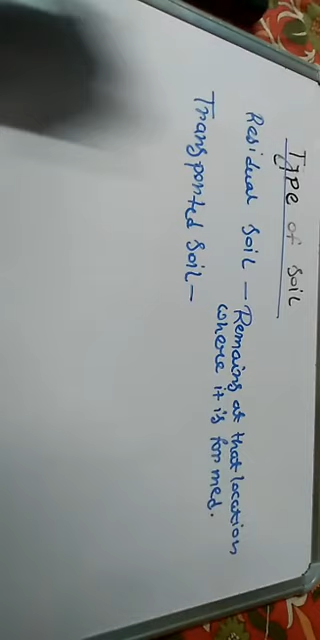 Type of Soil
Residual Soil – Remains at that location
where it is formed.
Transported Soil –